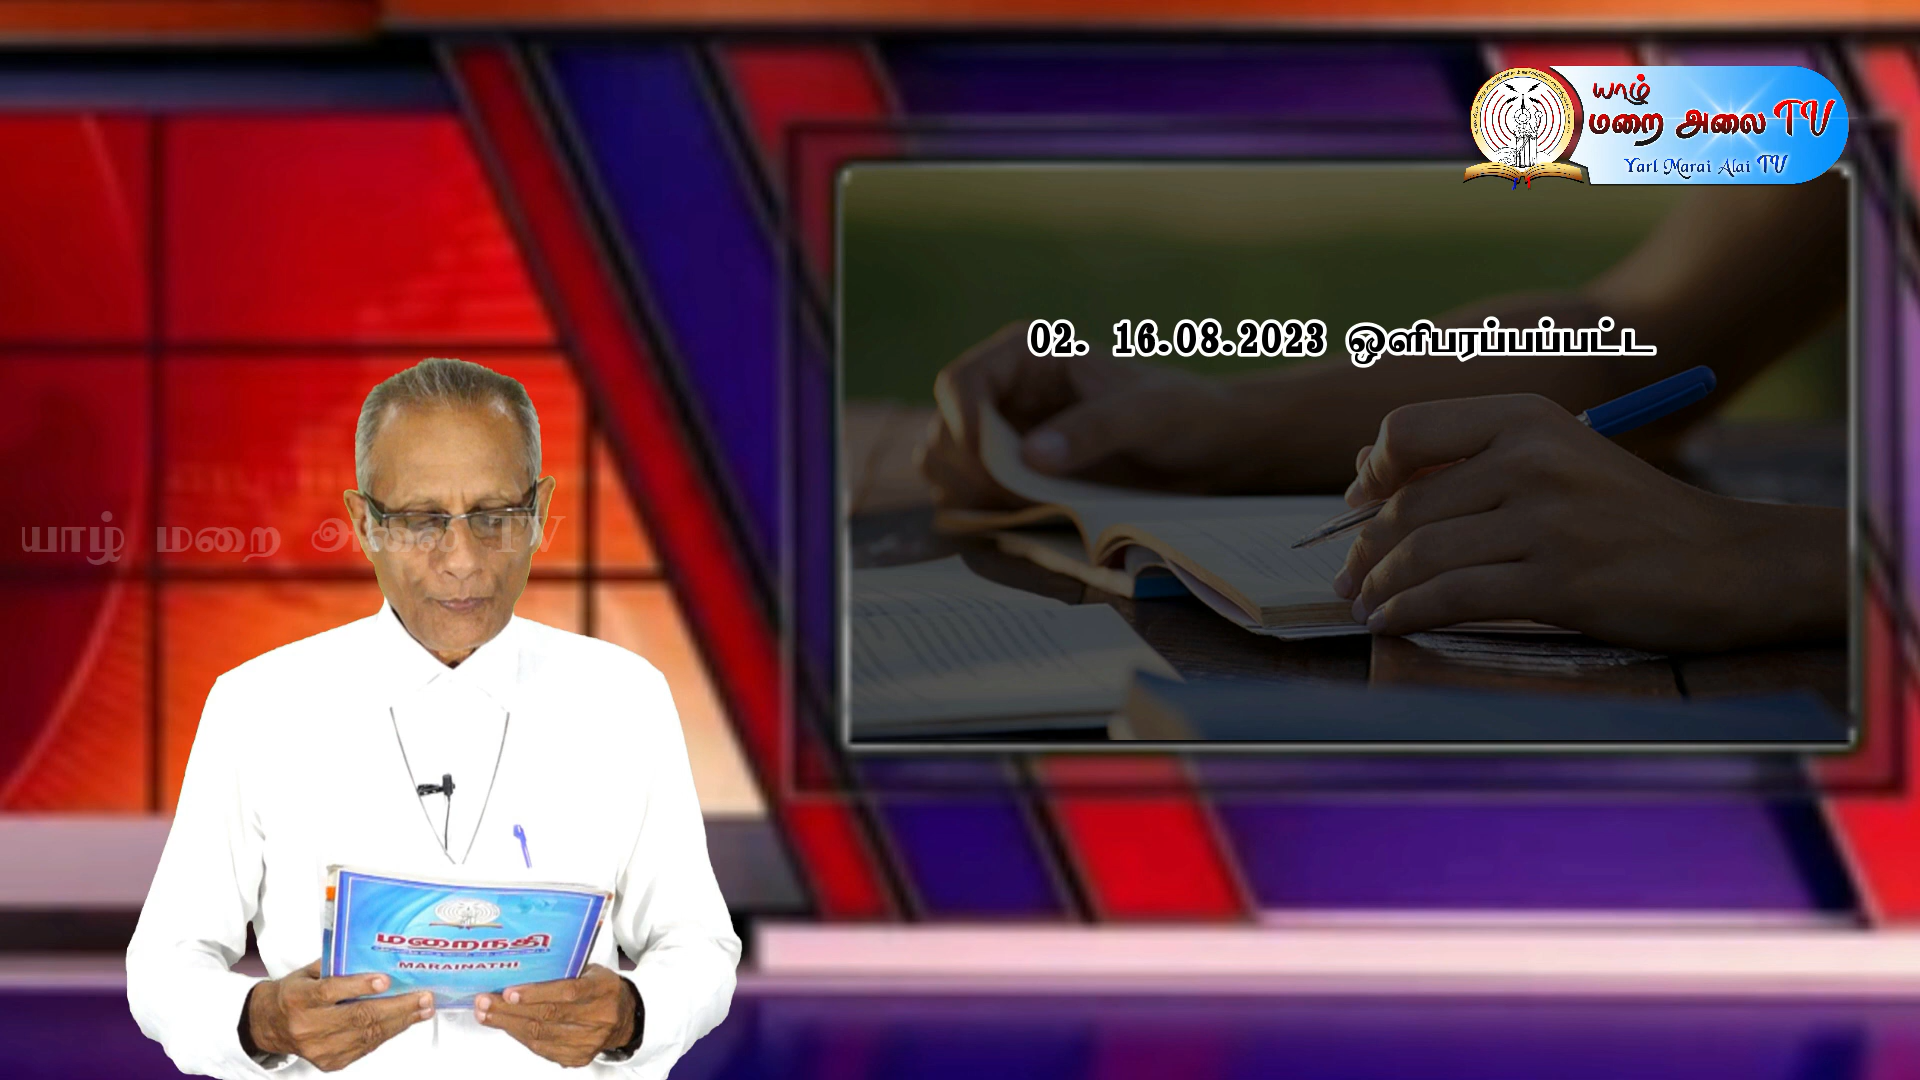 யாழ்
மறை அலை TV
Yarl Marai Alai TV
02. 16.08.2023 ஒளிபரப்பப்பட்ட
யாழ் மறை அலை TV
மறைநதி
MARAINATHI